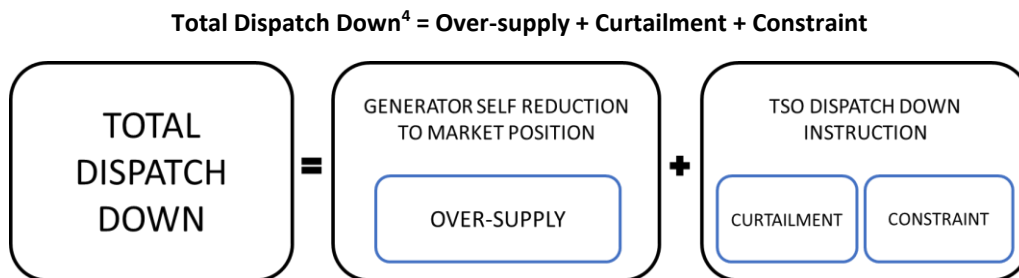 Total Dispatch Down⁴ = Over-supply + Curtailment + Constraint
TOTAL
DISPATCH
DOWN
=
GENERATOR SELF REDUCTION
TO MARKET POSITION
OVER-SUPPLY
+
TSO DISPATCH DOWN
INSTRUCTION
CURTAILMENT
CONSTRAINT